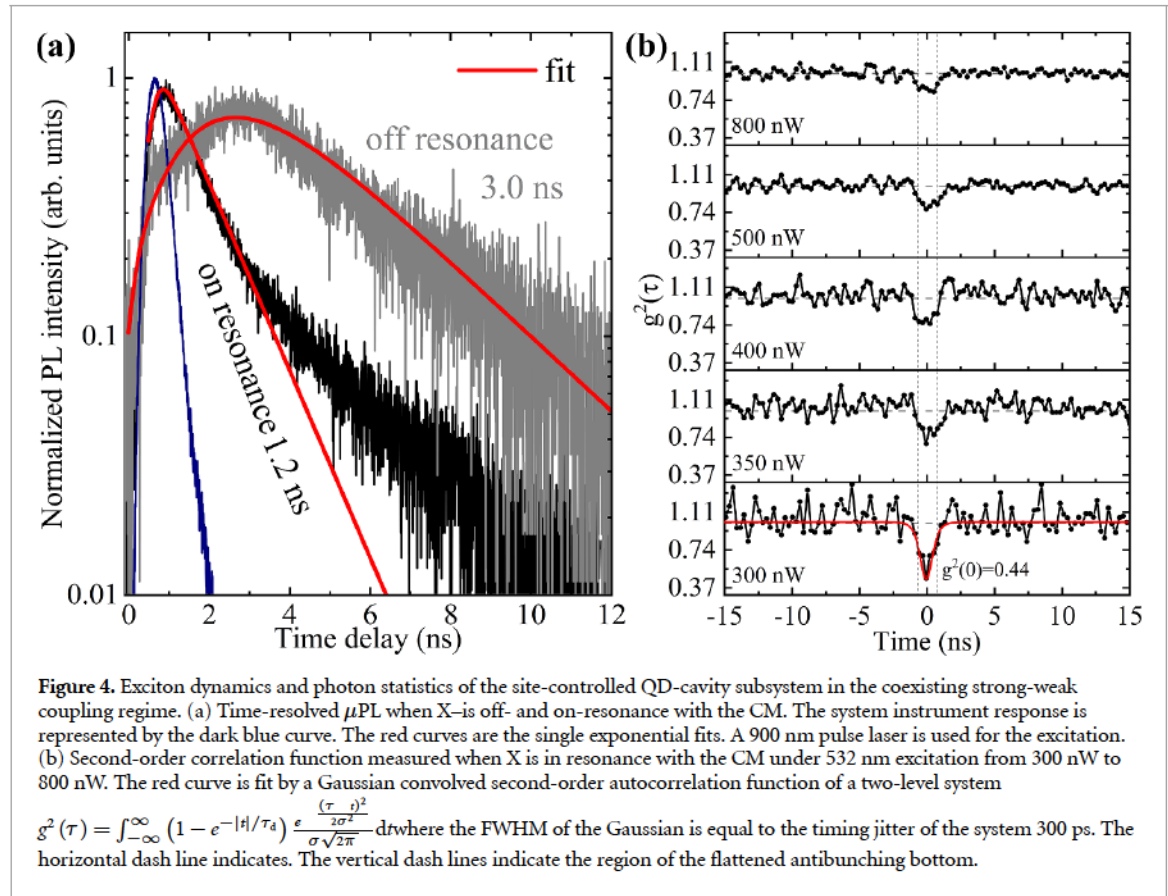 (a)
fit
off resonance
3.0 ns
on resonance 1.2 ns
Normalized PL intensity (arb. units)
1
0.1
0.01
0 2 4 6 8 10 12
Time delay (ns)
(b)
1.11
0.74
0.37
800 nW
1.11
0.74
0.37
500 nW
g²(τ)
1.11
0.74
0.37
400 nW
1.11
0.74
0.37
350 nW
1.11
0.74
0.37
300 nW
g²(0)=0.44
-15 -10 -5 0 5 10 15
Time (ns)
Figure 4. Exciton dynamics and photon statistics of the site-controlled QD-cavity subsystem in the coexisting strong-weak
coupling regime. (a) Time-resolved μPL when X–is off- and on-resonance with the CM. The system instrument response is
represented by the dark blue curve. The red curves are the single exponential fits. A 900 nm pulse laser is used for the excitation.
(b) Second-order correlation function measured when X is in resonance with the CM under 532 nm excitation from 300 nW to
800 nW. The red curve is fit by a Gaussian convolved second-order autocorrelation function of a two-level system
g² (τ) = ∫_{-∞}^{∞} (1 − e^{−|t|/τ_d}) \frac{e^{\frac{(τ t)^2}{2σ^2}}}{σ√{2π}} dtwhere the FWHM of the Gaussian is equal to the timing jitter of the system 300 ps. The
horizontal dash line indicates. The vertical dash lines indicate the region of the flattened antibunching bottom.